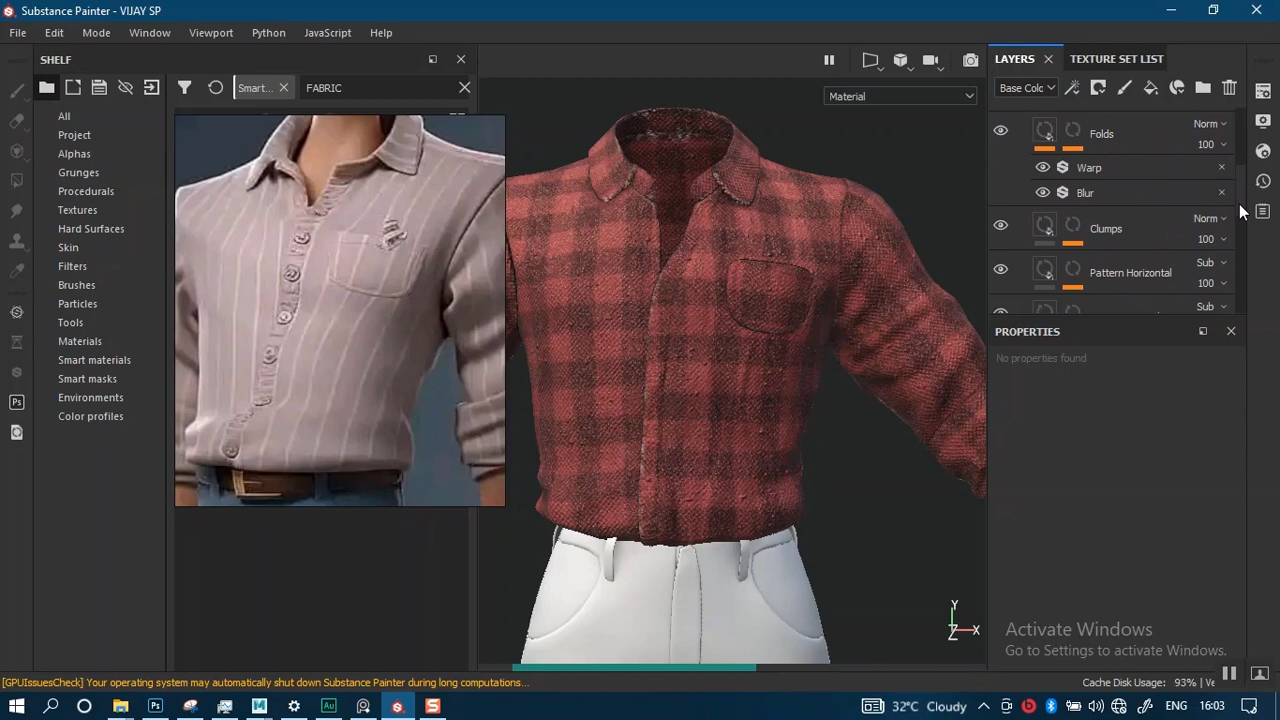 Substance Painter - VIJAY SP
File Edit Mode Window Viewport Python JavaScript Help
SHELF
Smart...
FABRIC
All
Project
Alphas
Grunges
Procedurals
Textures
Hard Surfaces
Skin
Filters
Brushes
Particles
Tools
Materials
Smart materials
Smart masks
Environments
Color profiles
Material
Y
Z X
LAYERS
TEXTURE SET LIST
Base Colc
Folds Norm
100
Warp
Blur
Clumps Norm
100
Pattern Horizontal Sub
100
Sub
PROPERTIES
No properties found
Activate Windows
Go to Settings to activate Windows.
[GPUIssuesCheck] Your operating system may automatically shut down Substance Painter during long computations...
Cache Disk Usage: 93% | Ve
Ps
Ps
Au
M
S
32°C Cloudy
ENG
16:03